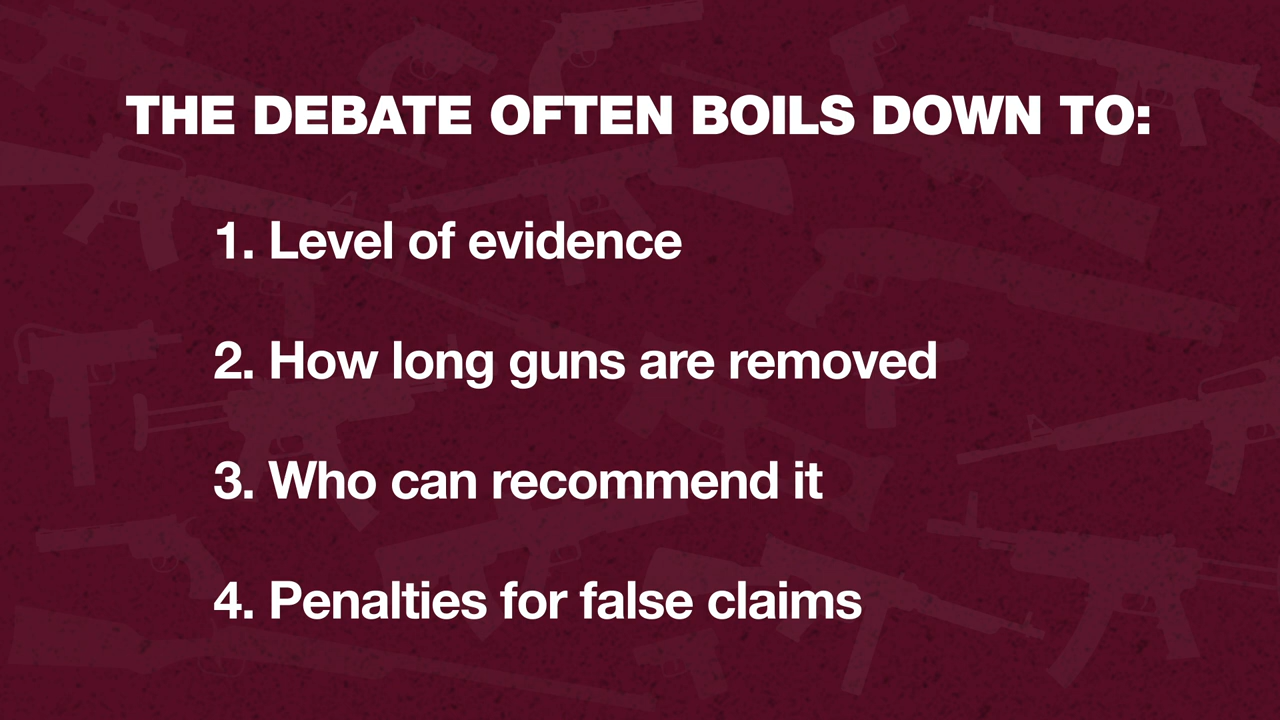 THE DEBATE OFTEN BOILS DOWN TO:
1. Level of evidence
2. How long guns are removed
3. Who can recommend it
4. Penalties for false claims